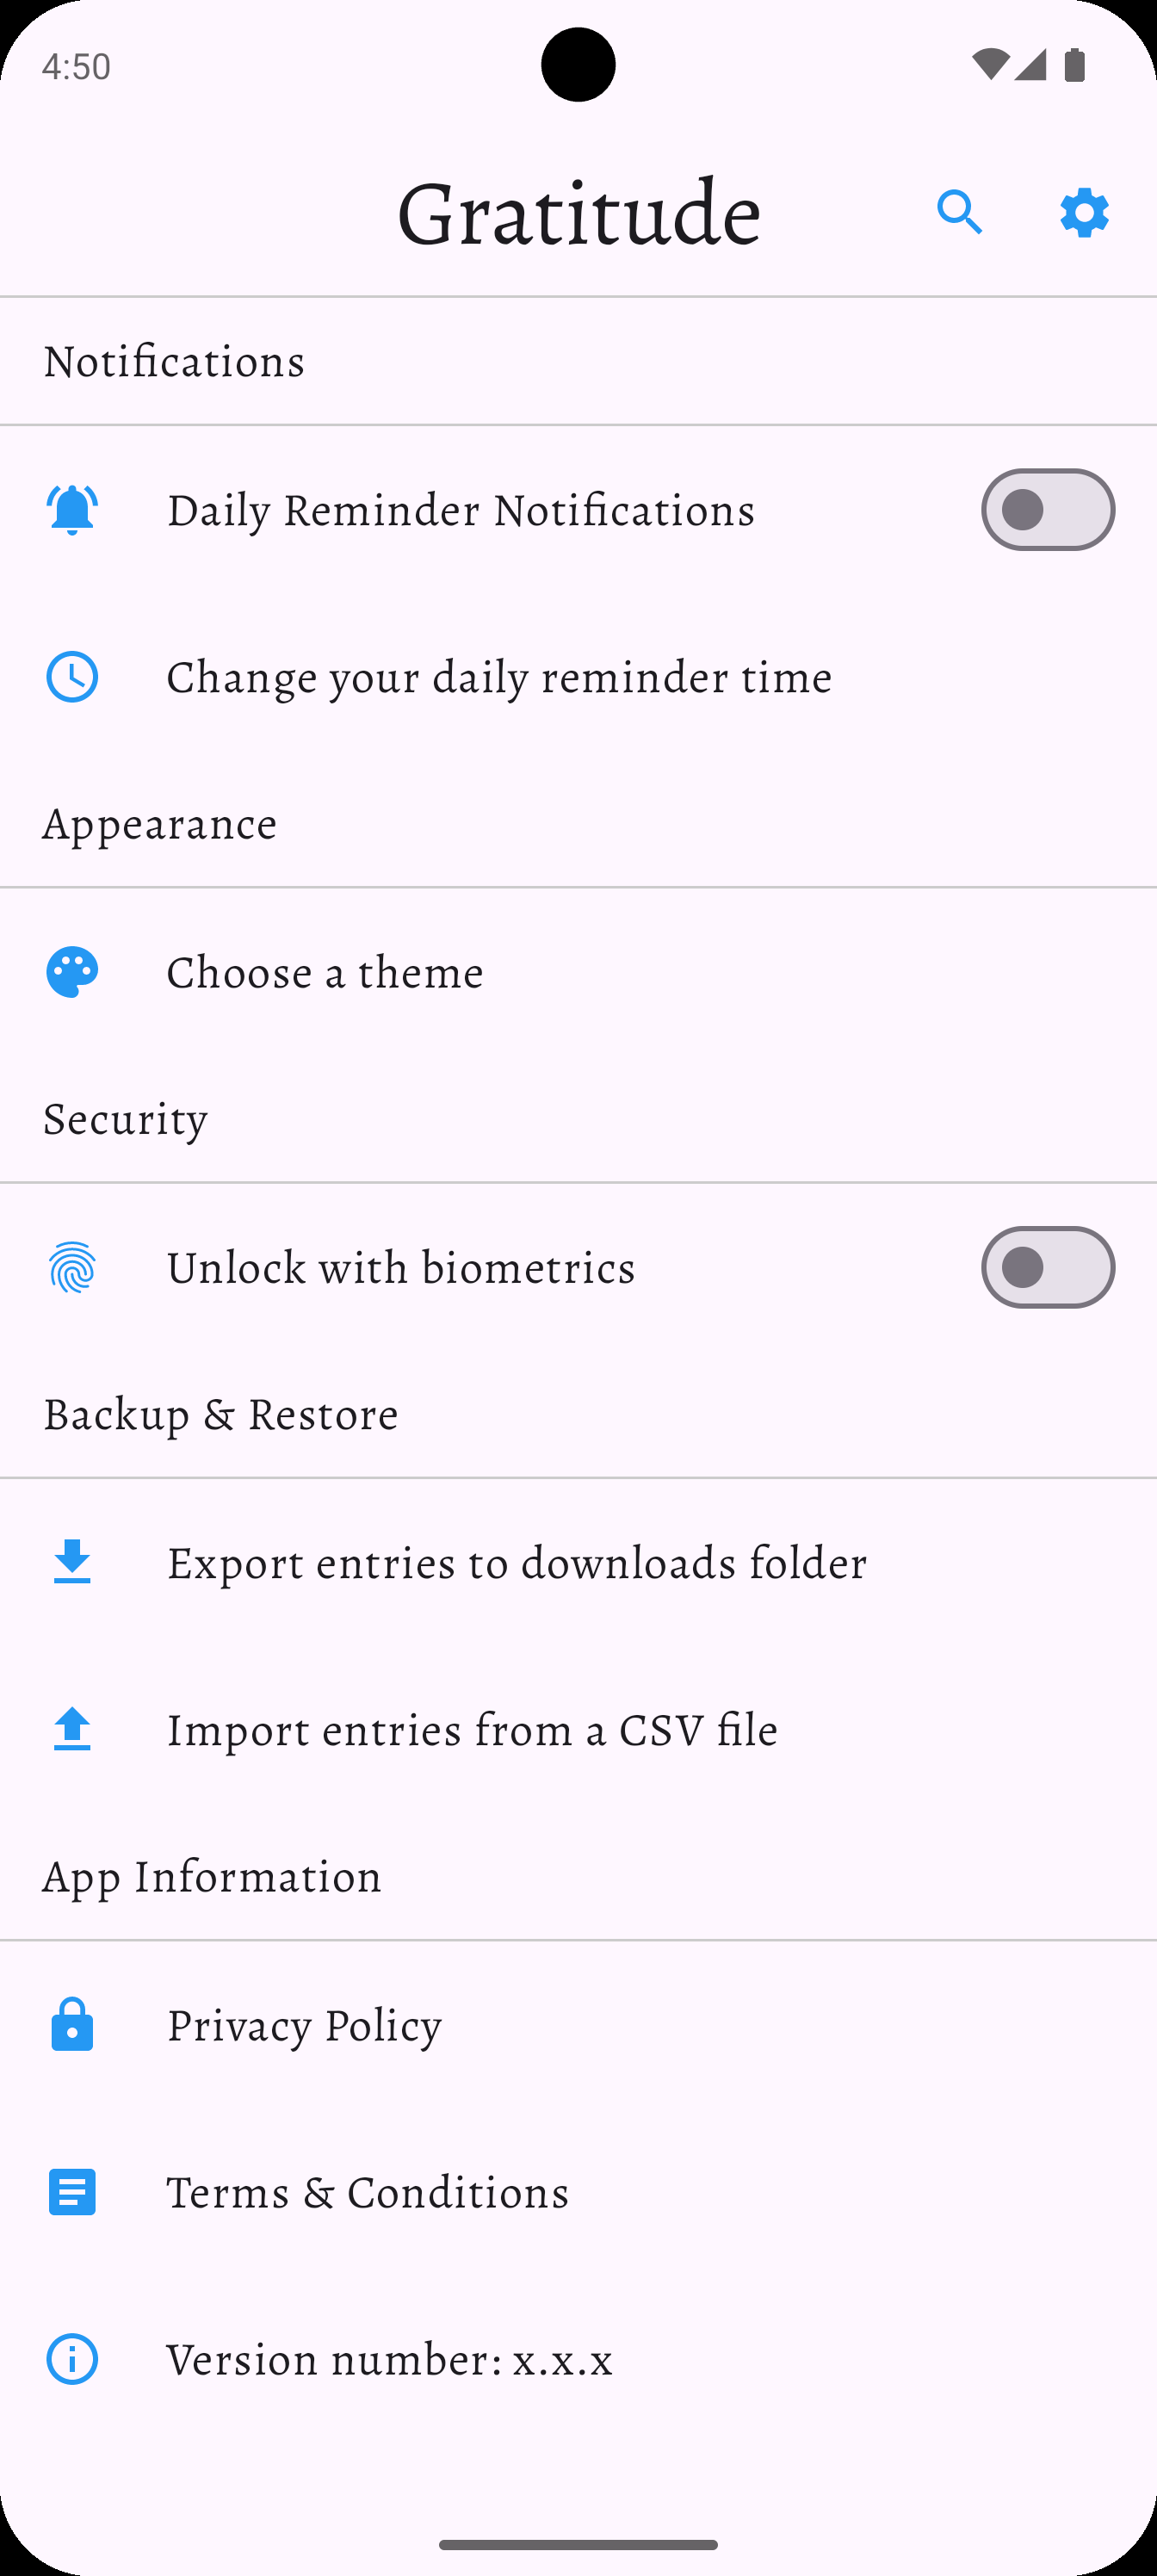 4:50
Gratitude
Notifications
Daily Reminder Notifications
Change your daily reminder time
Appearance
Choose a theme
Security
Unlock with biometrics
Backup & Restore
Export entries to downloads folder
Import entries from a CSV file
App Information
Privacy Policy
Terms & Conditions
Version number: x.x.x